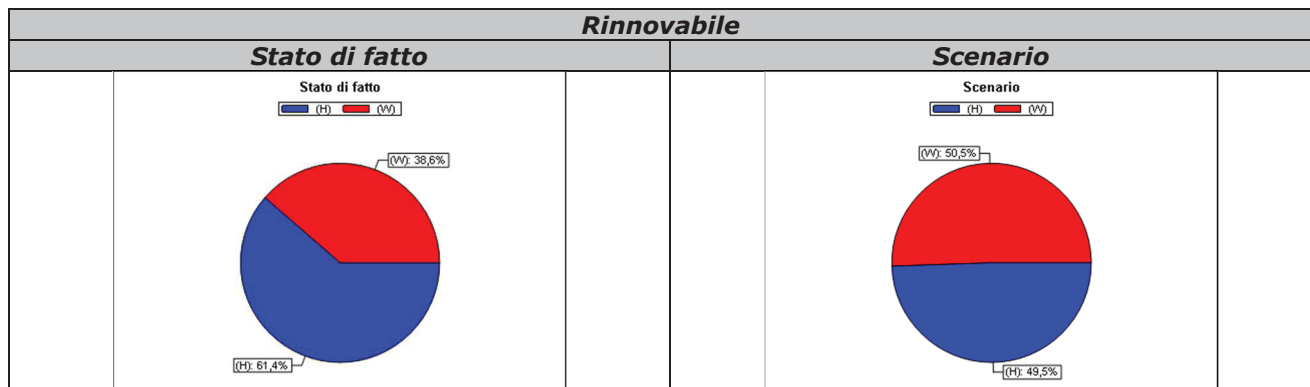 Rinnovabile
Stato di fatto Scenario
Stato di fatto
(H) (W)
(W): 38,6%
(H): 61,4%
Scenario
(H) (W)
(W): 50,5%
(H): 49,5%